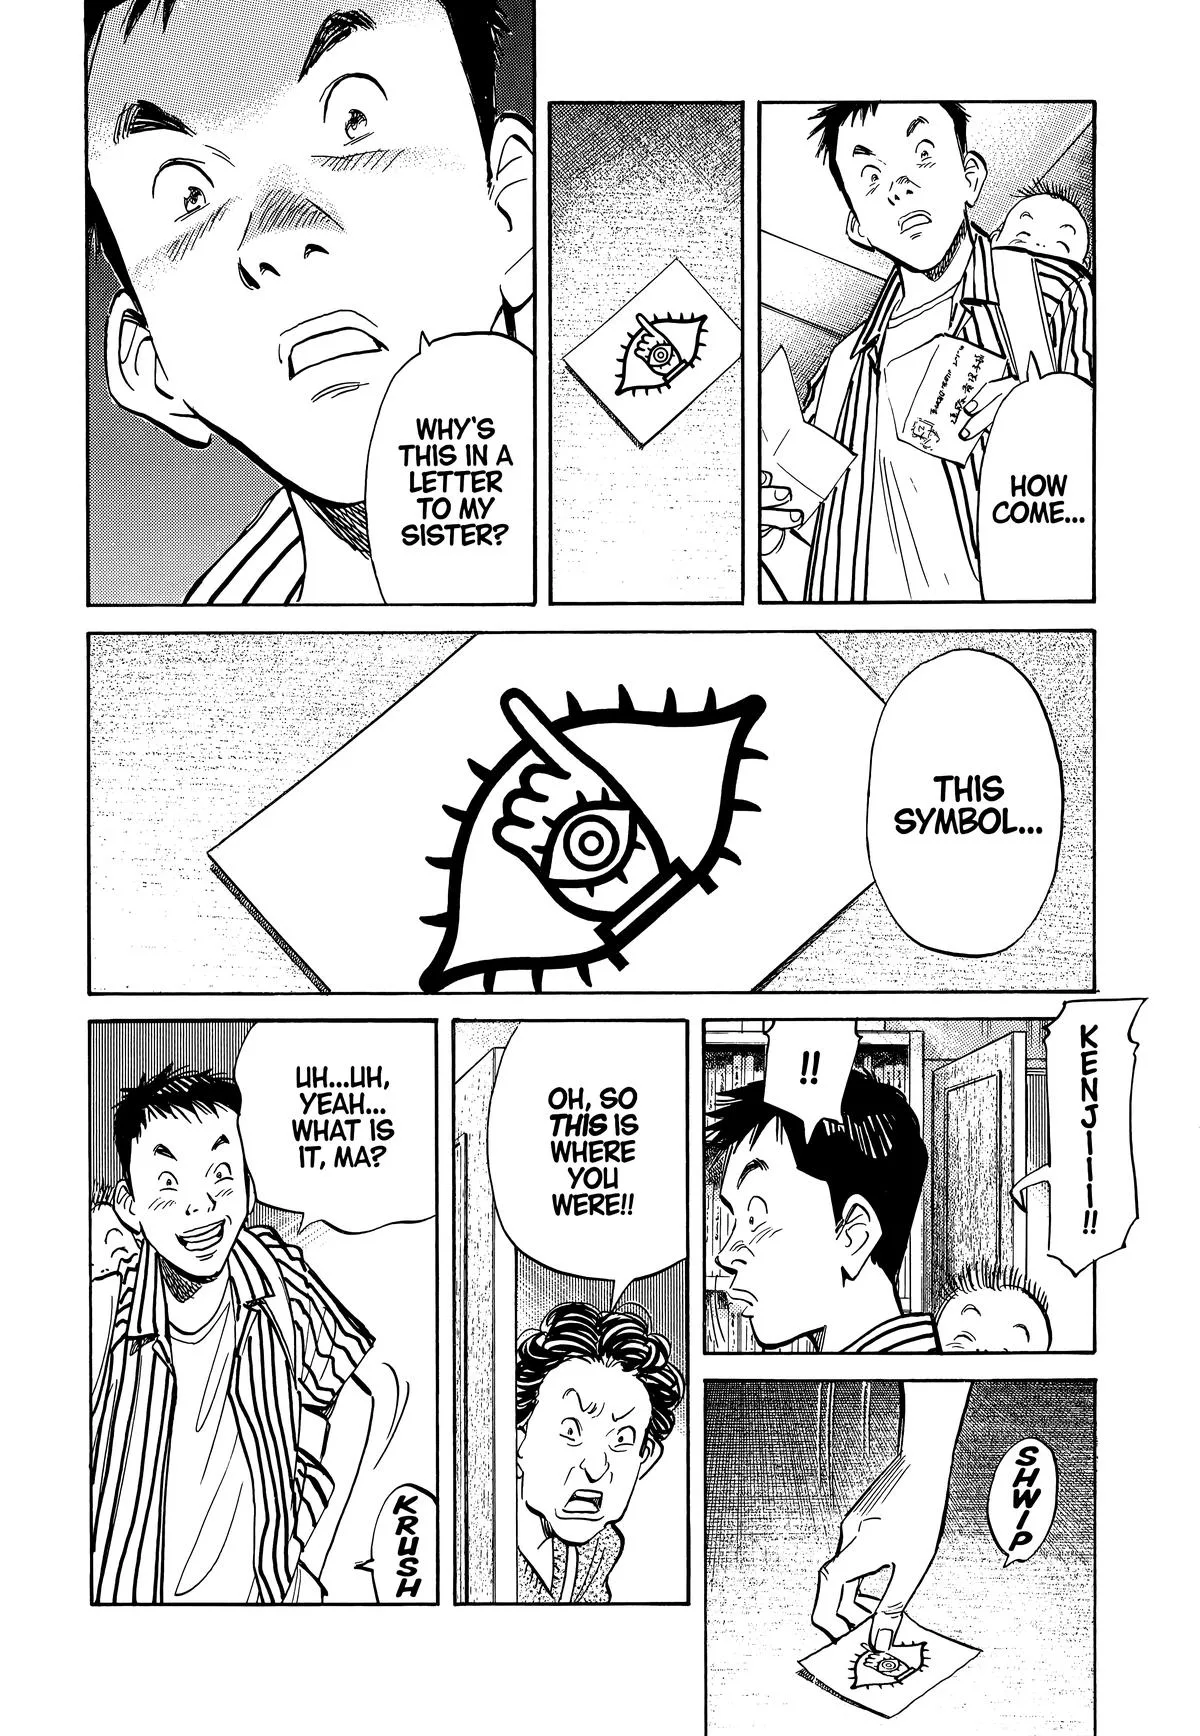 HOW
COME...
WHY'S
THIS IN A
LETTER
TO MY
SISTER?
THIS
SYMBOL...
KENJIII!!
!!
SHWIP
OH, SO
THIS IS
WHERE
YOU
WERE!!
UH...UH,
YEAH...
WHAT IS
IT, MA?
KRUSH